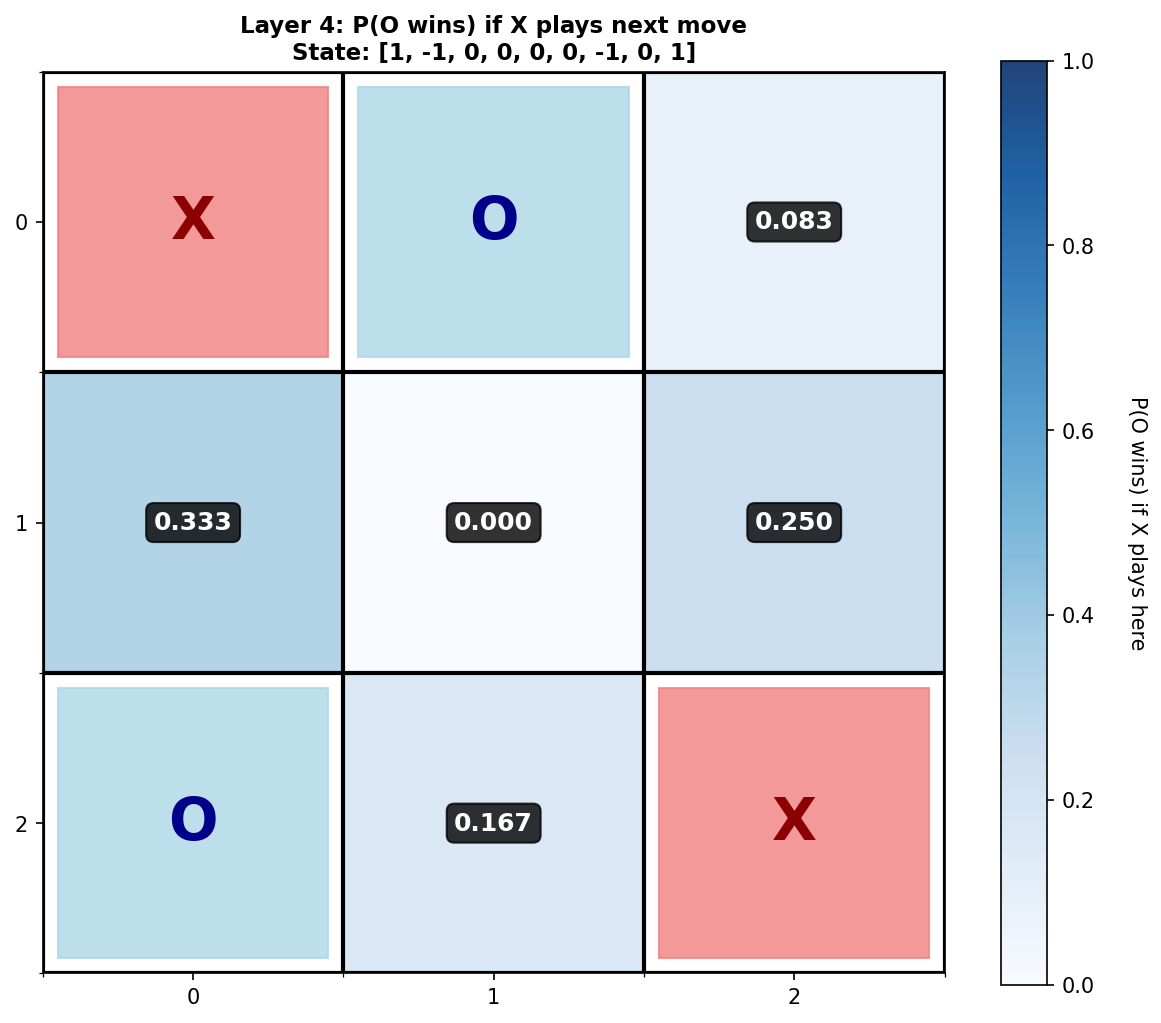 Layer 4: P(O wins) if X plays next move
State: [1, -1, 0, 0, 0, 0, -1, 0, 1]
0
X
O
0.083
1
0.333
0.000
0.250
2
O
0.167
X
0
1
2
1.0
0.8
0.6
0.4
0.2
0.0
P(O wins) if X plays here